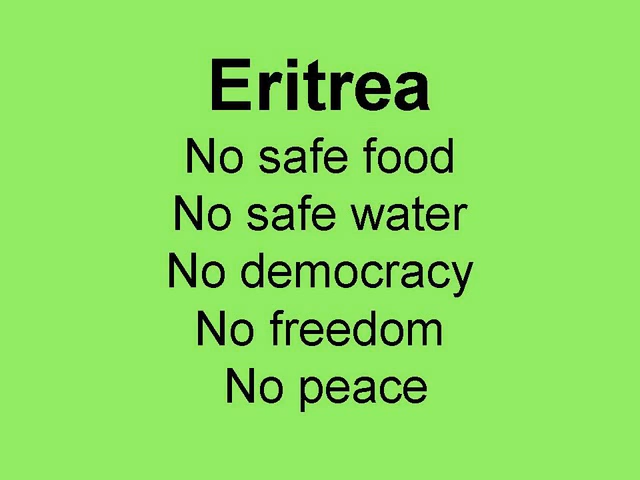 Eritrea
No safe food
No safe water
No democracy
No freedom
No peace